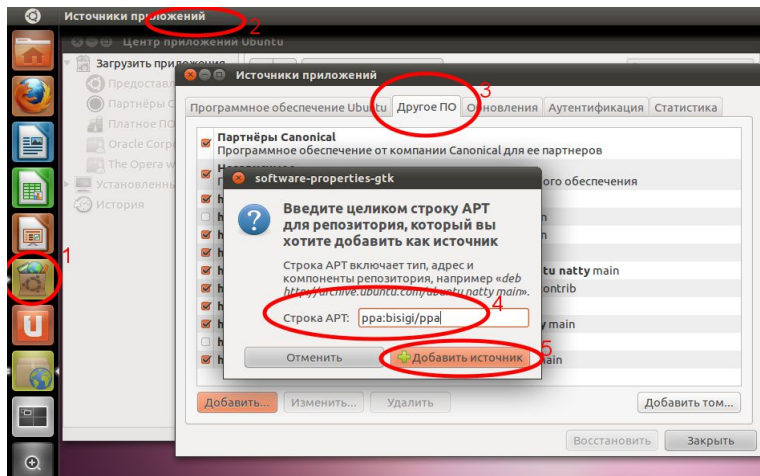 Источники приложений
2
Центр приложений Ubuntu
Загрузить
Предостав
Партнёры C
Платное ПО
Oracle Corp
The Opera w
Установленны
История
1
Источники приложений
3
Программное обеспечение Ubuntu Другое ПО Обновления Аутентификация Статистика
Партнёры Canonical
Программное обеспечение от компании Canonical для ее партнеров
ого обеспечения
tu natty main
ontrib
y main
main
software-properties-gtk
Введите целиком строку APT
для репозитория, который вы
хотите добавить как источник
Строка APT включает тип, адрес и
компоненты репозитория, например «deb
http://archive.ubuntu.com/ubuntu natty main».
4
Строка APT: ppa:bisigi/ppa
5
Отменить Добавить источник
Добавить... Изменить... Удалить Добавить том...
Восстановить Закрыть